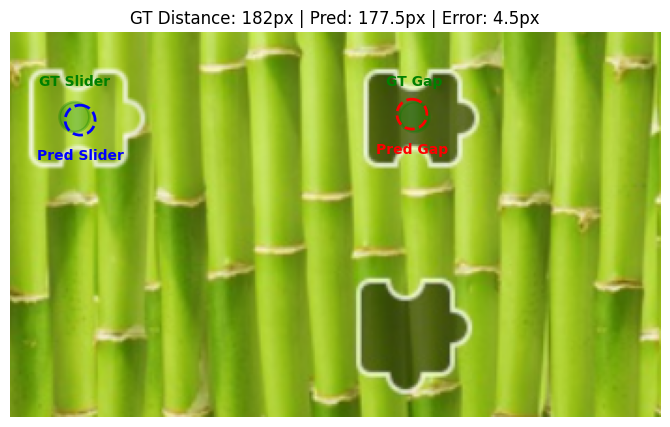 GT Distance: 182px | Pred: 177.5px | Error: 4.5px
GT Slider
GT Gap
Pred Slider
Pred Gap